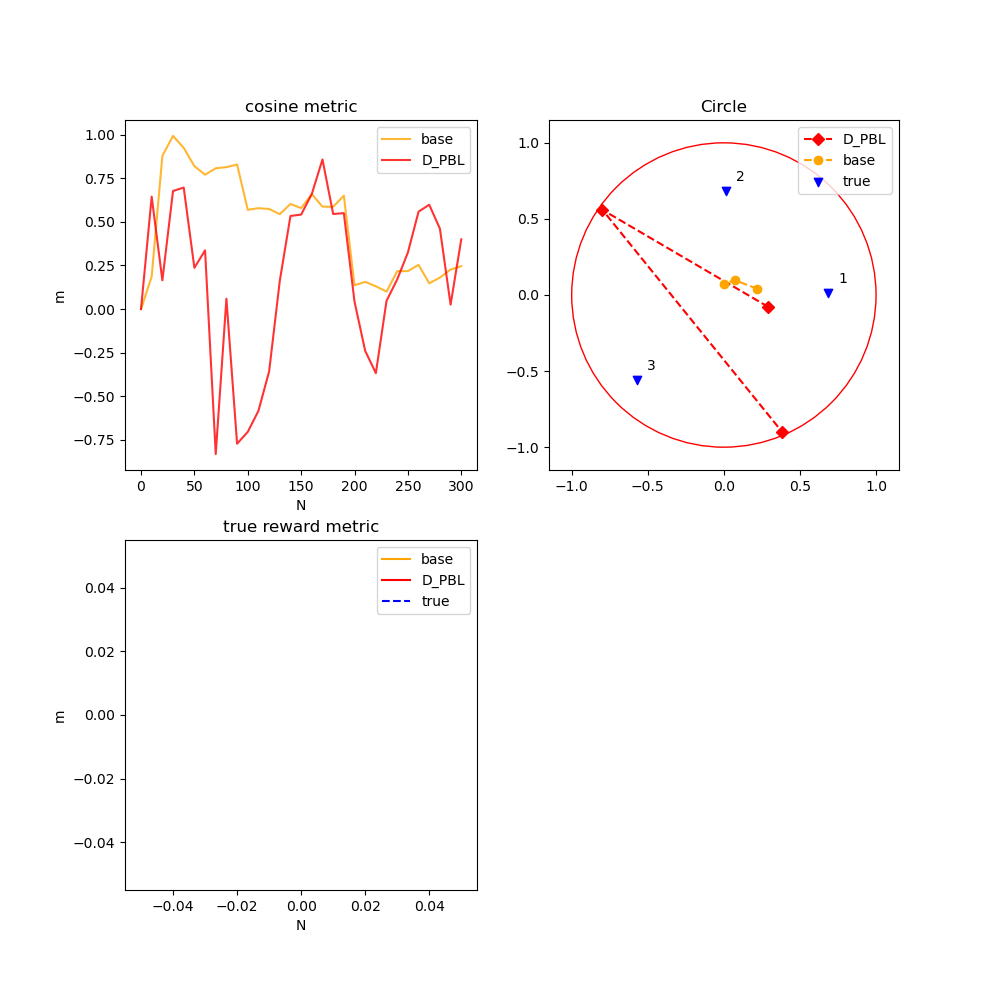 cosine metric
m
1.00
0.75
0.50
0.25
0.00
−0.25
−0.50
−0.75
base
D_PBL
0 50 100 150 200 250 300
N
Circle
1.0
0.5
0.0
−0.5
−1.0
D_PBL
base
true
2
1
3
−1.0 −0.5 0.0 0.5 1.0
true reward metric
m
0.04
0.02
0.00
−0.02
−0.04
base
D_PBL
true
−0.04 −0.02 0.00 0.02 0.04
N